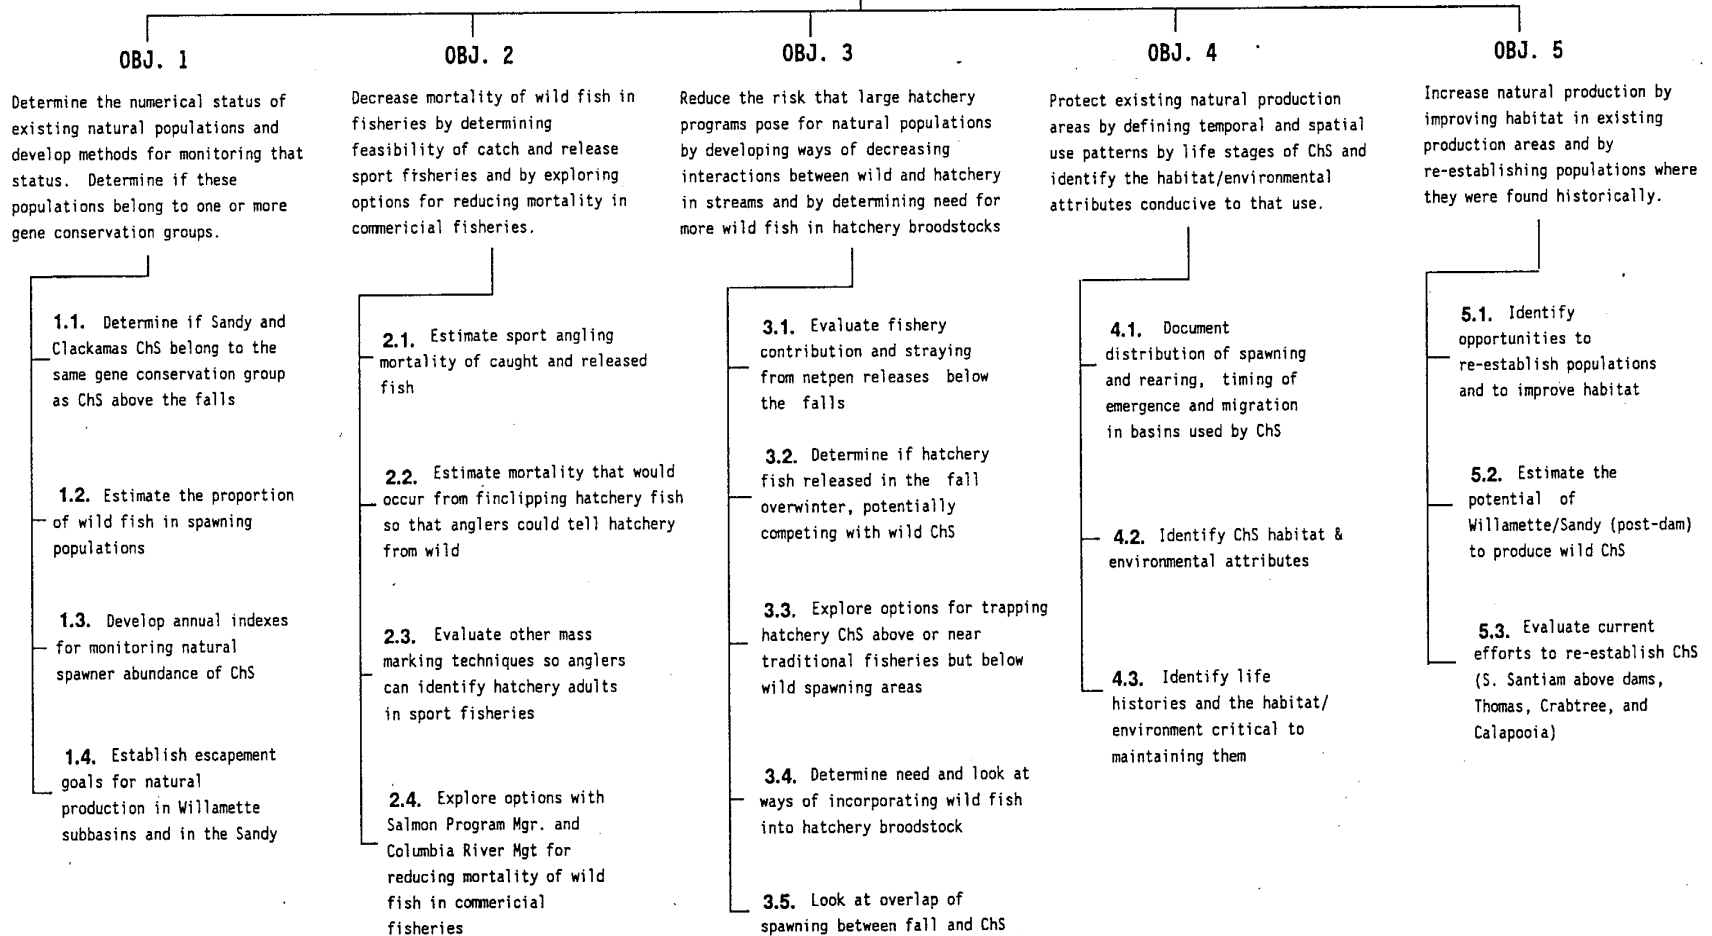 OBJ. 1
Determine the numerical status of
existing natural populations and
develop methods for monitoring that
status. Determine if these
populations belong to one or more
gene conservation groups.
1.1. Determine if Sandy and
Clackamas ChS belong to the
same gene conservation group
as ChS above the falls
1.2. Estimate the proportion
of wild fish in spawning
populations
1.3. Develop annual indexes
for monitoring natural
spawner abundance of ChS
1.4. Establish escapement
goals for natural
production in Willamette
subbasins and in the Sandy
OBJ. 2
Decrease mortality of wild fish in
fisheries by determining
feasibility of catch and release
sport fisheries and by exploring
options for reducing mortality in
commericial fisheries.
2.1. Estimate sport angling
mortality of caught and released
fish
2.2. Estimate mortality that would
occur from finclipping hatchery fish
so that anglers could tell hatchery
from wild
2.3. Evaluate other mass
marking techniques so anglers
can identify hatchery adults
in sport fisheries
2.4. Explore options with
Salmon Program Mgr. and
Columbia River Mgt for
reducing mortality of wild
fish in commericial
fisheries
OBJ. 3
Reduce the risk that large hatchery
programs pose for natural populations
by developing ways of decreasing
interactions between wild and hatchery
in streams and by determining need for
more wild fish in hatchery broodstocks
3.1. Evaluate fishery
contribution and straying
from netpen releases below
the falls
3.2. Determine if hatchery
fish released in the fall
overwinter, potentially
competing with wild ChS
3.3. Explore options for trapping
hatchery ChS above or near
traditional fisheries but below
wild spawning areas
3.4. Determine need and look at
ways of incorporating wild fish
into hatchery broodstock
3.5. Look at overlap of
spawning between fall and ChS
OBJ. 4
Protect existing natural production
areas by defining temporal and spatial
use patterns by life stages of ChS and
identify the habitat/environmental
attributes conducive to that use.
4.1. Document
distribution of spawning
and rearing, timing of
emergence and migration
in basins used by ChS
4.2. Identify ChS habitat &
environmental attributes
4.3. Identify life
histories and the habitat/
environment critical to
maintaining them
OBJ. 5
Increase natural production by
improving habitat in existing
production areas and by
re-establishing populations where
they were found historically.
5.1. Identify
opportunities to
re-establish populations
and to improve habitat
5.2. Estimate the
potential of
Willamette/Sandy (post-dam)
to produce wild ChS
5.3. Evaluate current
efforts to re-establish ChS
(S. Santiam above dams,
Thomas, Crabtree, and
Calapooia)